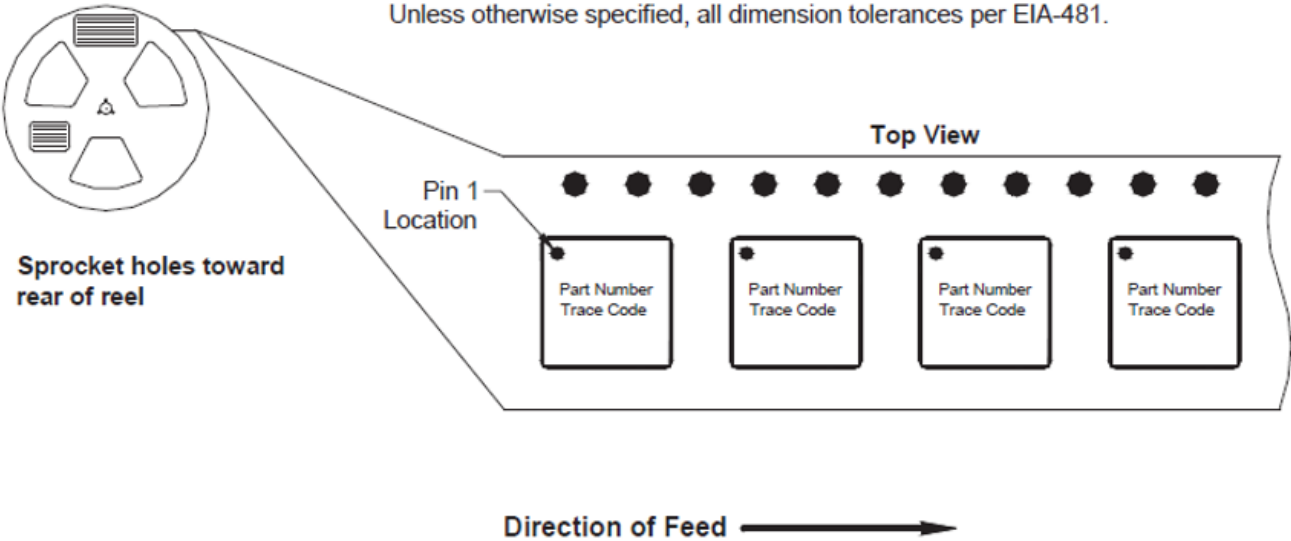 Unless otherwise specified, all dimension tolerances per EIA-481.
Top View
Pin 1
Location
Sprocket holes toward
rear of reel
Part Number
Trace Code
Part Number
Trace Code
Part Number
Trace Code
Part Number
Trace Code
Direction of Feed